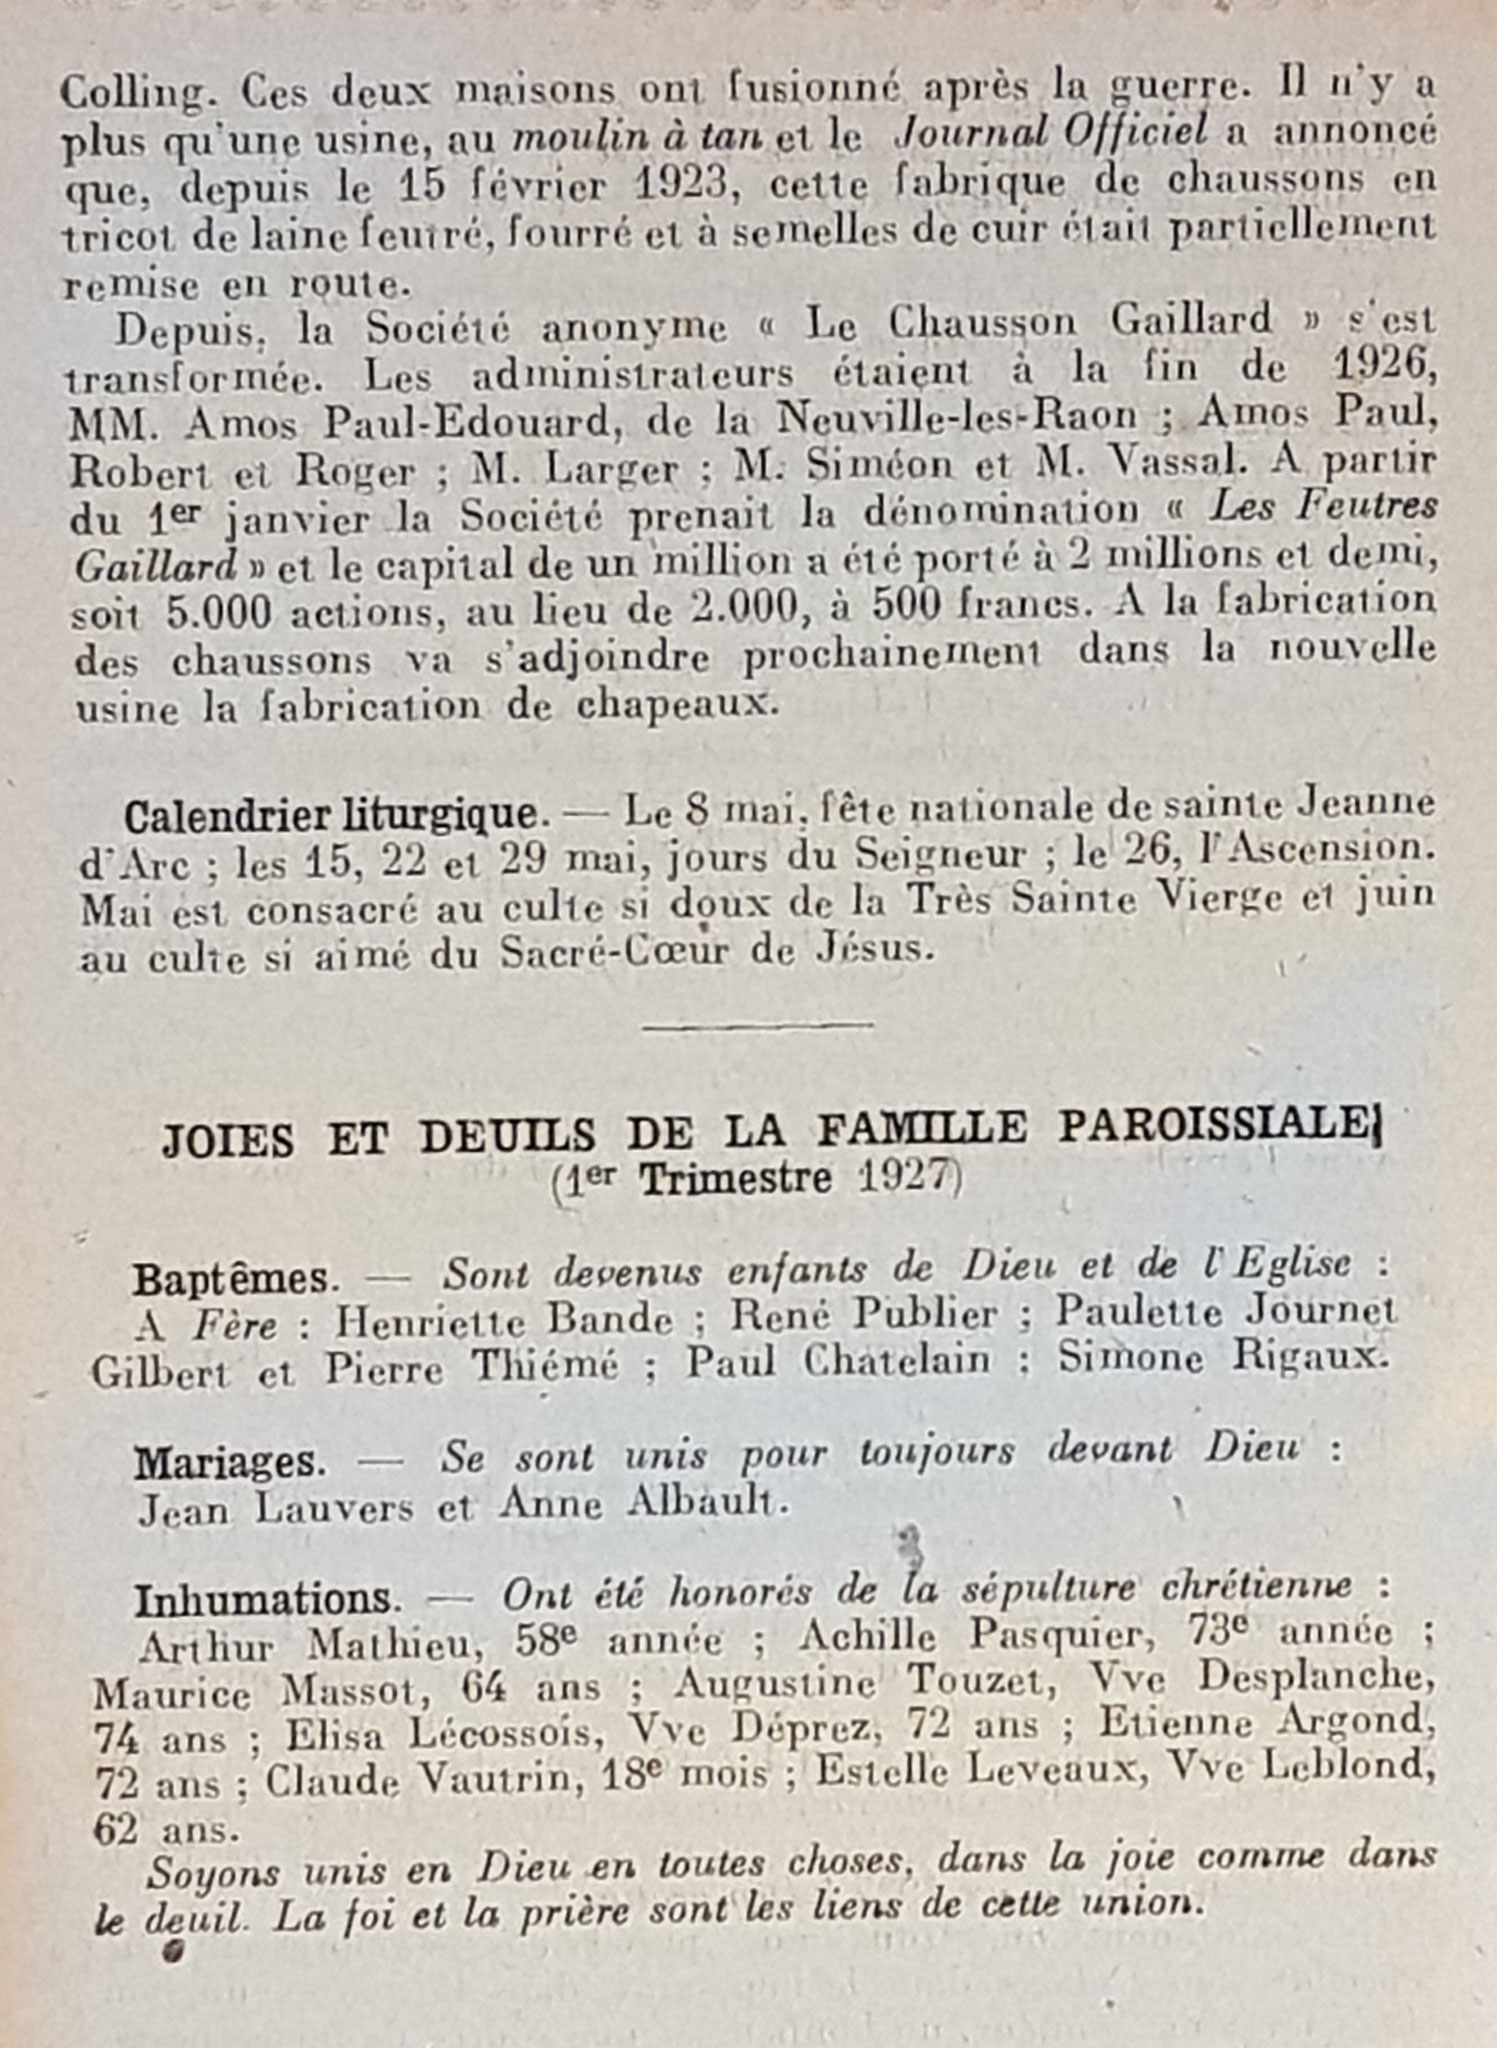 Colling. Ces deux maisons ont fusionné après la guerre. Il n'y a
plus qu'une usine, au moulin à tan et le Journal Officiel a annoncé
que, depuis le 15 février 1923, cette fabrique de chaussons en
tricot de laine feutré, fourré et à semelles de cuir était partiellement
remise en route.
Depuis, la Société anonyme « Le Chausson Gaillard » s'est
transformée. Les administrateurs étaient à la fin de 1926,
MM. Amos Paul-Edouard, de la Neuville-les-Raon ; Amos Paul,
Robert et Roger ; M. Larger ; M. Siméon et M. Vassal. A partir
du 1er janvier la Société prenait la dénomination « Les Feutres
Gaillard » et le capital de un million a été porté à 2 millions et demi,
soit 5.000 actions, au lieu de 2.000, à 500 francs. A la fabrication
des chaussons va s'adjoindre prochainement dans la nouvelle
usine la fabrication de chapeaux.
Calendrier liturgique. — Le 8 mai, fête nationale de sainte Jeanne
d'Arc ; les 15, 22 et 29 mai, jours du Seigneur ; le 26, l'Ascension.
Mai est consacré au culte si doux de la Très Sainte Vierge et juin
au culte si aimé du Sacré-Cœur de Jésus.
JOIES ET DEUILS DE LA FAMILLE PAROISSIALE
(1er Trimestre 1927)
Baptêmes. — Sont devenus enfants de Dieu et de l'Eglise :
A Fère : Henriette Bande ; René Publier ; Paulette Journet
Gilbert et Pierre Thiémé ; Paul Chatelain : Simone Rigaux.
Mariages. — Se sont unis pour toujours devant Dieu :
Jean Lauvers et Anne Albault.
Inhumations. — Ont été honorés de la sépulture chrétienne :
Arthur Mathieu, 58e année ; Achille Pasquier, 73e année ;
Maurice Massot, 64 ans ; Augustine Touzet, Vve Desplanche,
74 ans ; Elisa Lécossois, Vve Déprez, 72 ans ; Etienne Argond,
72 ans ; Claude Vautrin, 18e mois ; Estelle Leveaux, Vve Leblond,
62 ans.
Soyons unis en Dieu en toutes choses, dans la joie comme dans
le deuil. La foi et la prière sont les liens de cette union.